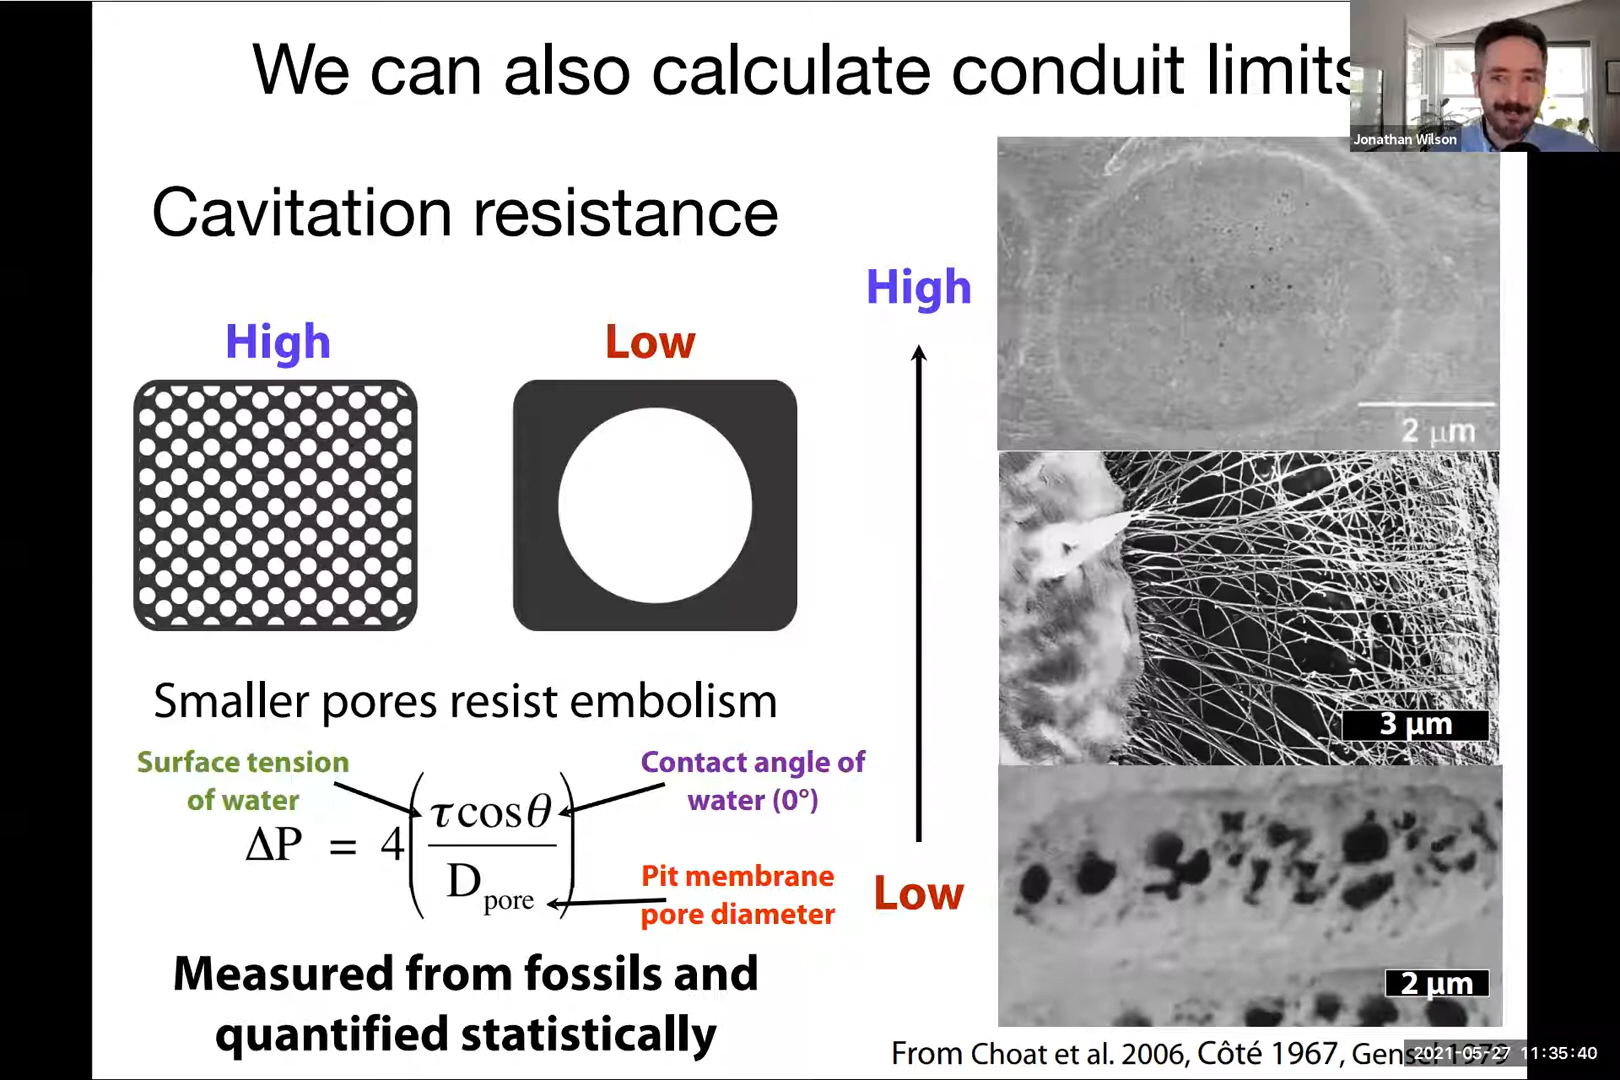 We can also calculate conduit limits
Jonathan Wilson
Cavitation resistance
High
Low
Smaller pores resist embolism
Surface tension
of water
Contact angle of
water (0°)
ΔP = 4(τcosθ / D pore)
Pit membrane
pore diameter
Measured from fossils and
quantified statistically
High
Low
2 μm
3 μm
2 μm
From Choat et al. 2006, Côté 1967, Gensel 1979
2021-05-27 11:35:40